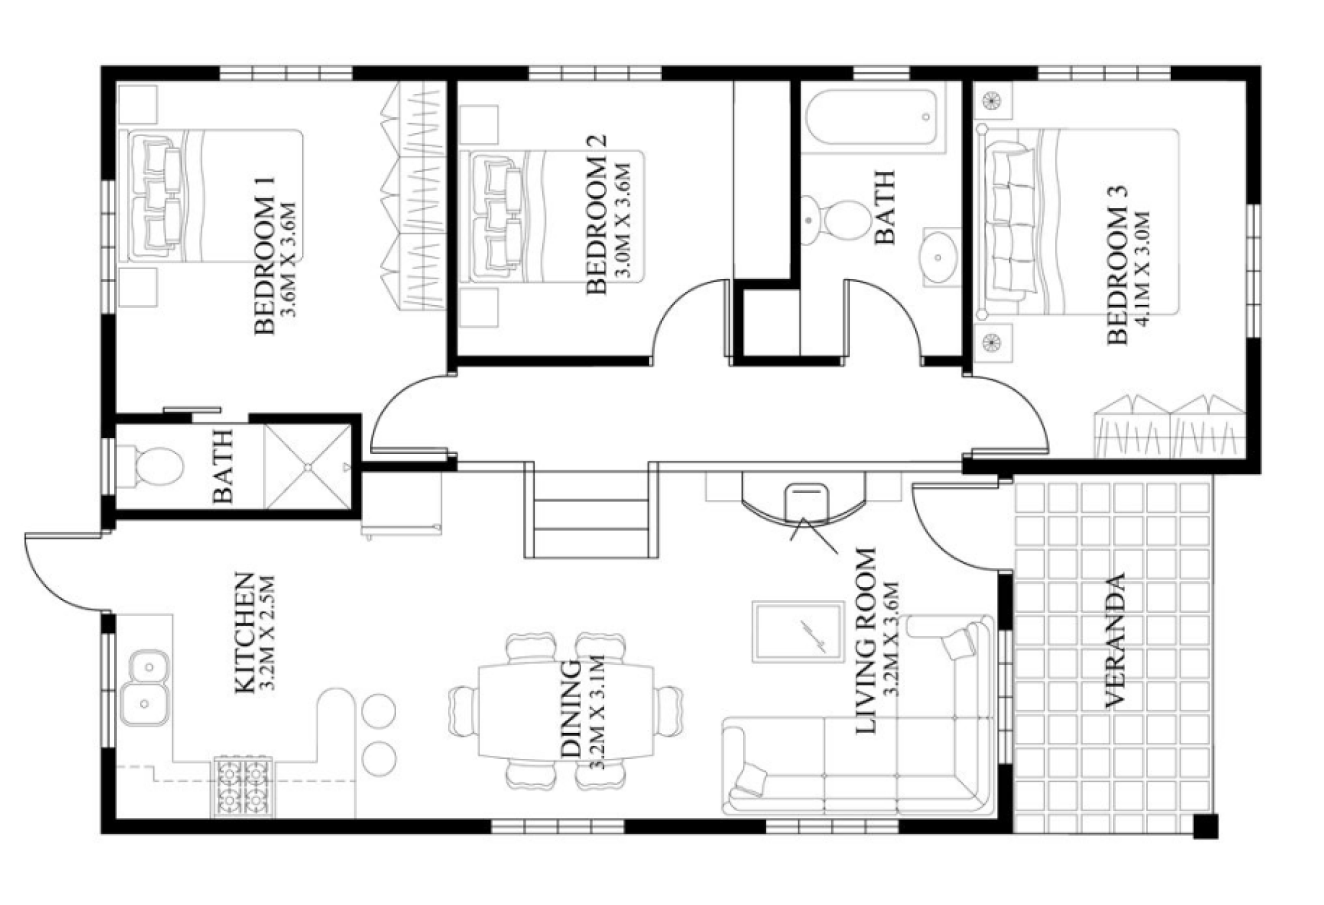 BEDROOM 1
3.6M X 3.6M
BEDROOM 2
3.0M X 3.6M
BATH
BEDROOM 3
4.1M X 3.0M
BATH
KITCHEN
3.2M X 2.5M
DINING
3.2M X 3.1M
LIVING ROOM
3.2M X 3.6M
VERANDA